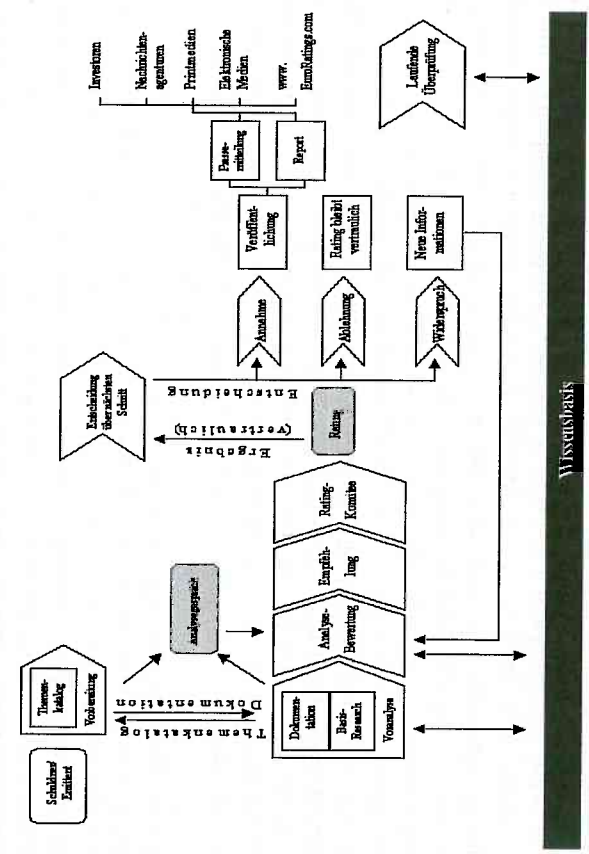 Schuldner/
Emittent
Themen-
katalog
Vorbereitung
Themenkatalog
Dokumentation
Analysegespräche
Dokumen-
tation
Basis-
Research
Voranalyse
Analyse-
Bewertung
Empfeh-
lung
Rating-
Komitee
Rating
Ergebnis
(vertraulich)
Entscheidung
Entscheidung
über nächsten
Schritt
Annahme
Ablehnung
Widerspruch
Veröffent-
lichung
Rating bleibt
vertraulich
Neue Infor-
mationen
Presse-
mitteilung
Report
Investoren
Nachrichten-
agenturen
Printmedien
Elektronische
Medien
www.
EuroRatings.com
Laufende
Überprüfung
Wissensbasis